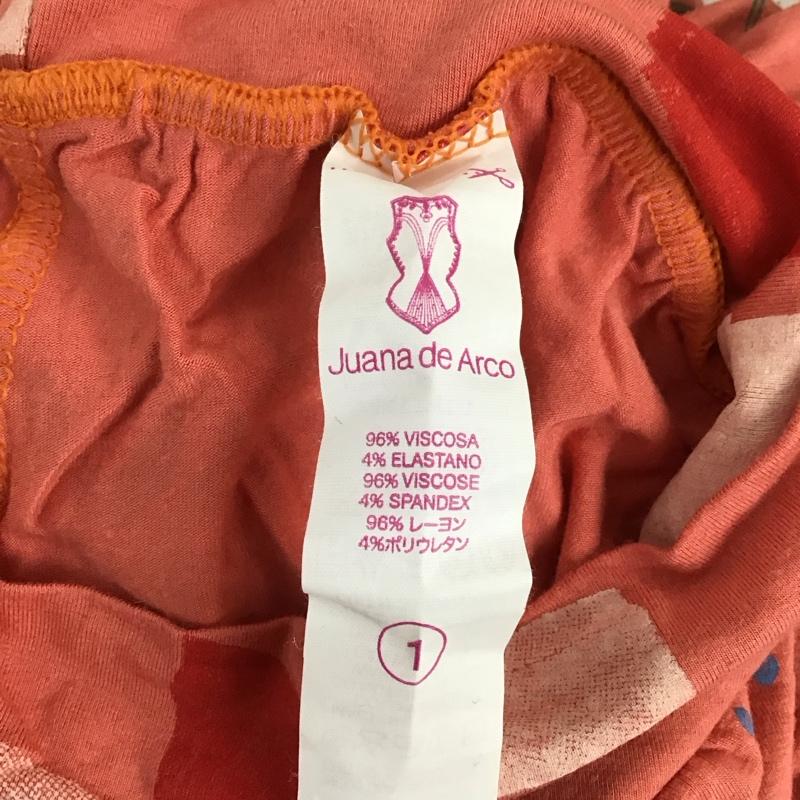 Juana de Arco
96% VISCOSA
4% ELASTANO
96% VISCOSE
4% SPANDEX
96% レーヨン
4%ポリウレタン
1